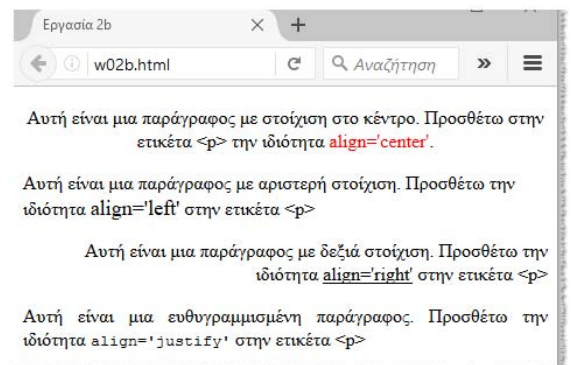 Εργασία 2b
w02b.html
Αναζήτηση
Αυτή είναι μια παράγραφος με στοίχιση στο κέντρο. Προσθέτω στην
ετικέτα <p> την ιδιότητα align='center'.
Αυτή είναι μια παράγραφος με αριστερή στοίχιση. Προσθέτω την
ιδιότητα align='left' στην ετικέτα <p>
Αυτή είναι μια παράγραφος με δεξιά στοίχιση. Προσθέτω την
ιδιότητα align='right' στην ετικέτα <p>
Αυτή είναι μια ευθυγραμμισμένη παράγραφος. Προσθέτω την
ιδιότητα align='justify' στην ετικέτα <p>